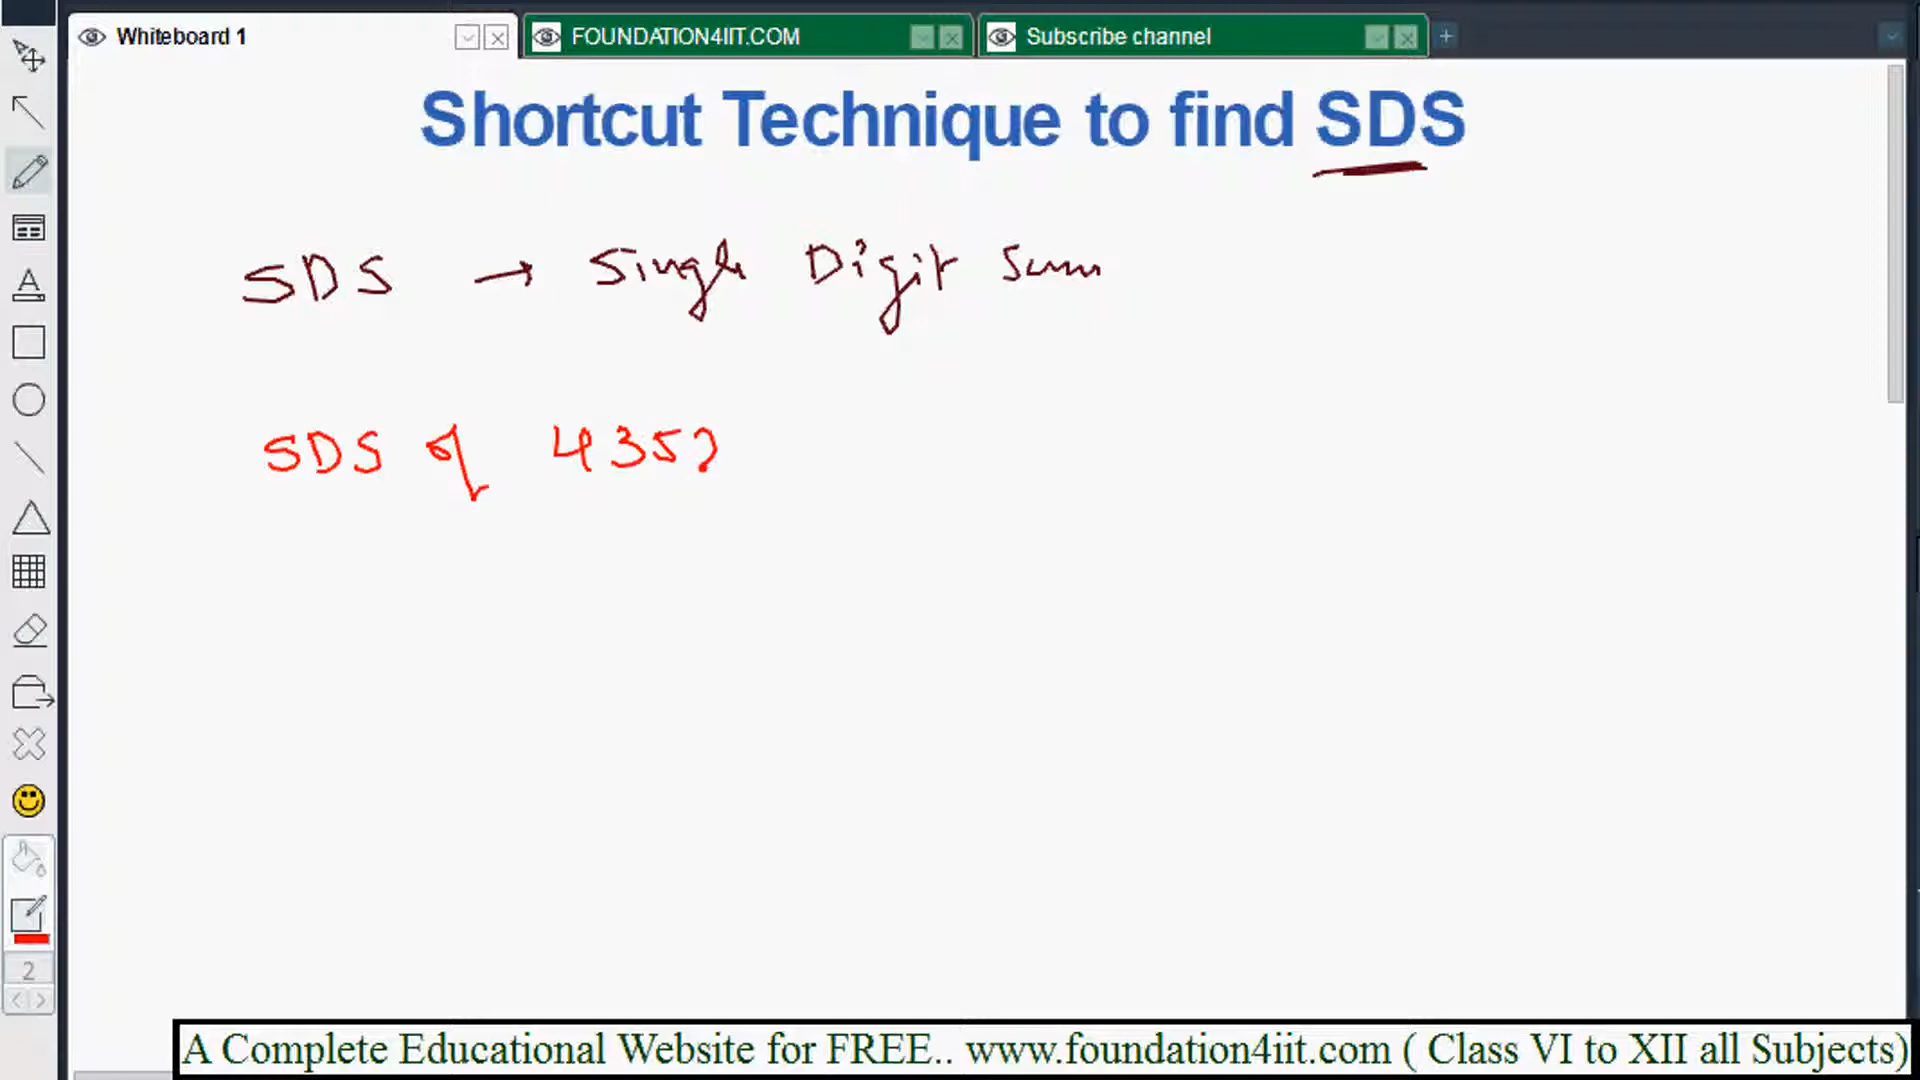 Whiteboard 1 FOUNDATION4IIT.COM Subscribe channel
Shortcut Technique to find SDS
SDS → Single Digit Sum
SDS of
2
A Complete Educational Website for FREE.. www.foundation4iit.com ( Class VI to XII all Subjects)